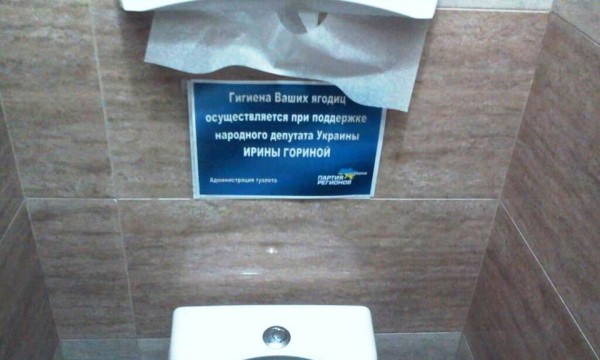 Гигиена Ваших ягодиц
осуществляется при поддержке
народного депутата Украины
ИРИНЫ ГОРИНОЙ
Администрация туалета
ПАРТИЯ
РЕГИОНОВ